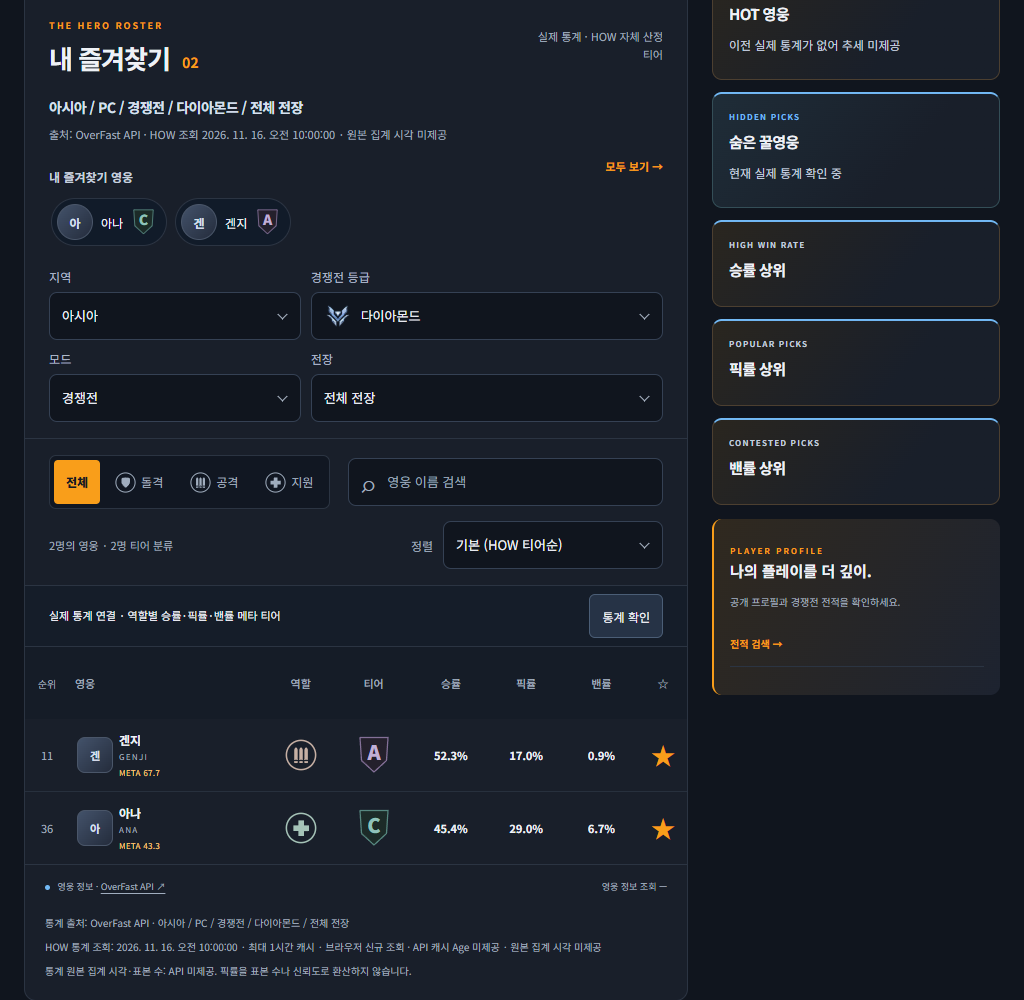 THE HERO ROSTER
내 즐겨찾기 02
실제 통계 · HOW 자체 산정
티어
아시아 / PC / 경쟁전 / 다이아몬드 / 전체 전장
출처: OverFast API · HOW 조회 2026. 11. 16. 오전 10:00:00 · 원본 집계 시각 미제공
모두 보기 →
내 즐겨찾기 영웅
아 아나 C
겐 겐지 A
지역
경쟁전 등급
아시아
다이아몬드
모드
전장
경쟁전
전체 전장
전체
돌격
공격
지원
영웅 이름 검색
2명의 영웅 · 2명 티어 분류
정렬
기본 (HOW 티어순)
실제 통계 연결 · 역할별 승률·픽률·밴률 메타 티어
통계 확인
순위 영웅 역할 티어 승률 픽률 밴률 ☆
11 겐 겐지 A 52.3% 17.0% 0.9% ★
GENJI
META 67.7
36 아 아나 C 45.4% 29.0% 6.7% ★
ANA
META 43.3
영웅 정보 · OverFast API ↗
영웅 정보 조회 —
통계 출처: OverFast API · 아시아 / PC / 경쟁전 / 다이아몬드 / 전체 전장
HOW 통계 조회: 2026. 11. 16. 오전 10:00:00 · 최대 1시간 캐시 · 브라우저 신규 조회 · API 캐시 Age 미제공 · 원본 집계 시각 미제공
통계 원본 집계 시각·표본 수: API 미제공. 픽률을 표본 수나 신뢰도로 환산하지 않습니다.
HOT 영웅
이전 실제 통계가 없어 추세 미제공
HIDDEN PICKS
숨은 꿀영웅
현재 실제 통계 확인 중
HIGH WIN RATE
승률 상위
POPULAR PICKS
픽률 상위
CONTESTED PICKS
밴률 상위
PLAYER PROFILE
나의 플레이를 더 깊이.
공개 프로필과 경쟁전 전적을 확인하세요.
전적 검색 →